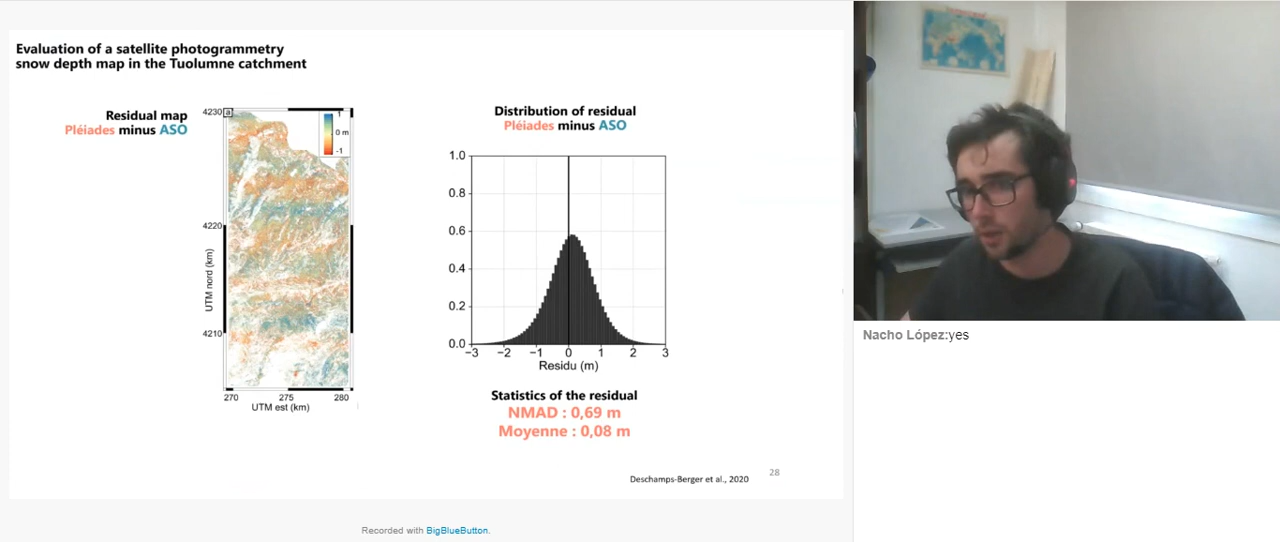 Evaluation of a satellite photogrammetry
snow depth map in the Tuolumne catchment
Residual map
Pléiades minus ASO
4230
a
1
0 m
-1
4220
4210
UTM nord (km)
270
275
280
UTM est (km)
Distribution of residual
Pléiades minus ASO
1.0
0.8
0.6
0.4
0.2
0.0
−3
−2
−1
0
1
2
3
Residu (m)
Statistics of the residual
NMAD : 0,69 m
Moyenne : 0,08 m
Deschamps-Berger et al., 2020
28
Recorded with BigBlueButton.
Nacho López:yes